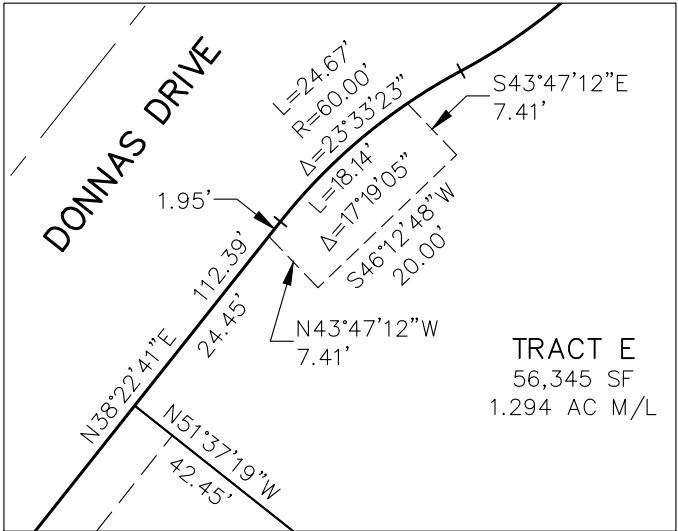 DONNAS DRIVE
L=24.67'
R=60.00'
Δ=23°33'23"
L=18.14'
Δ=17°19'05"
S46°12'48"W
20.00'
S43°47'12"E
7.41'
1.95'
112.39'
24.45'
N38°22'41"E
N43°47'12"W
7.41'
N51°37'19"W
42.45'
TRACT E
56,345 SF
1.294 AC M/L